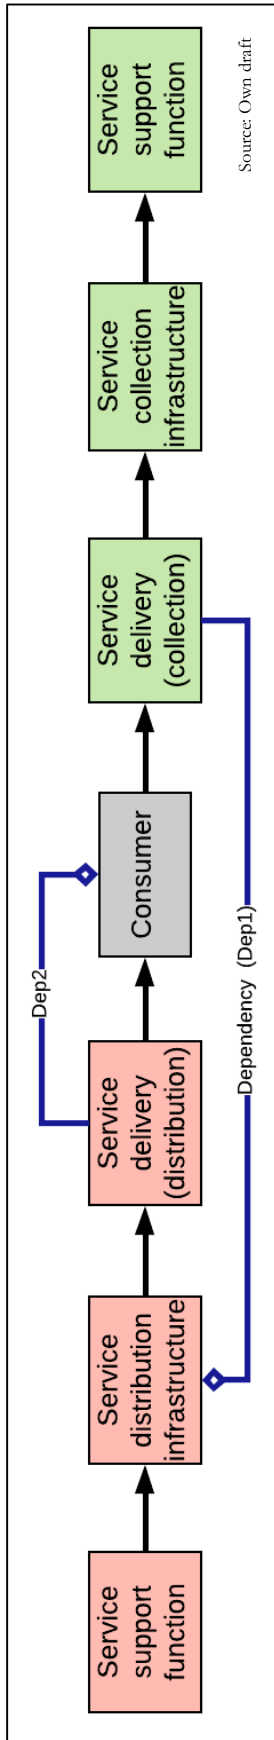 Service
support
function
Service
distribution
infrastructure
Service
delivery
(distribution)
Dep2
Consumer
Service
delivery
(collection)
Service
collection
infrastructure
Service
support
function
Dependency (Dep1)
Source: Own draft